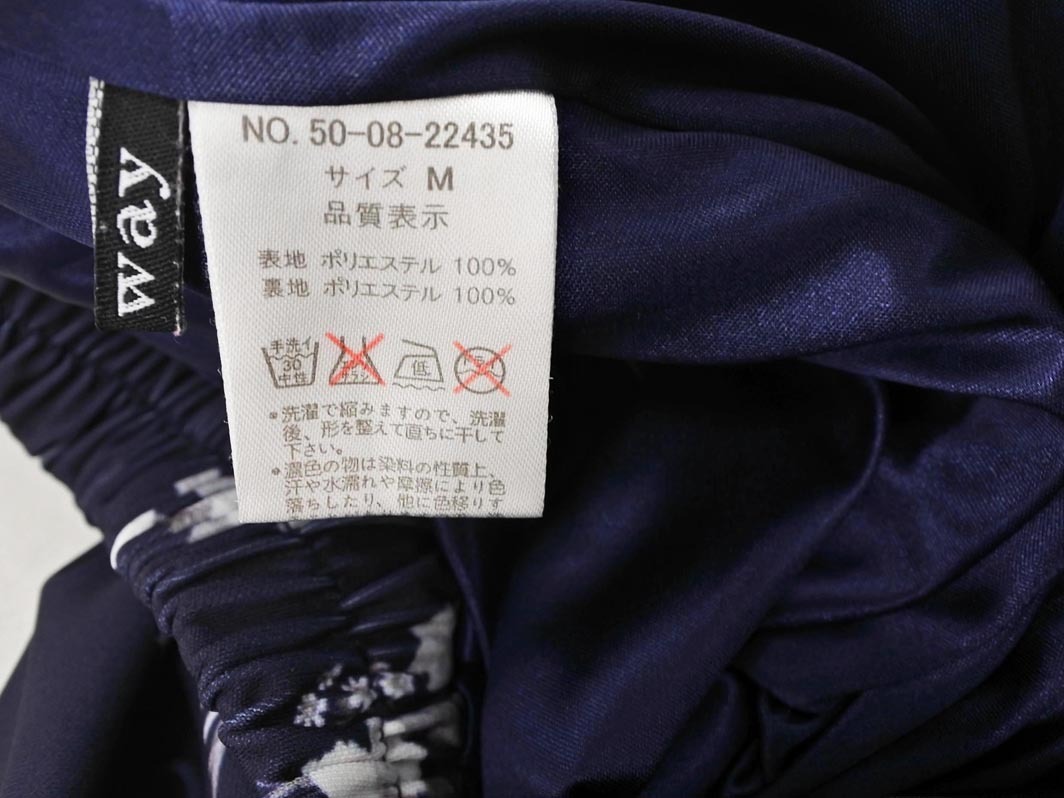 way
NO. 50-08-22435
サイズ M
品質表示
表地 ポリエステル 100%
裏地 ポリエステル 100%
手洗イ
30
中性
低
※洗濯で縮みますので、洗濯
後、形を整えて直ちに干して
下さい。
※濃色の物は染料の性質上、
汗や水濡れや摩擦により色
落ちしたり、他に色移りす